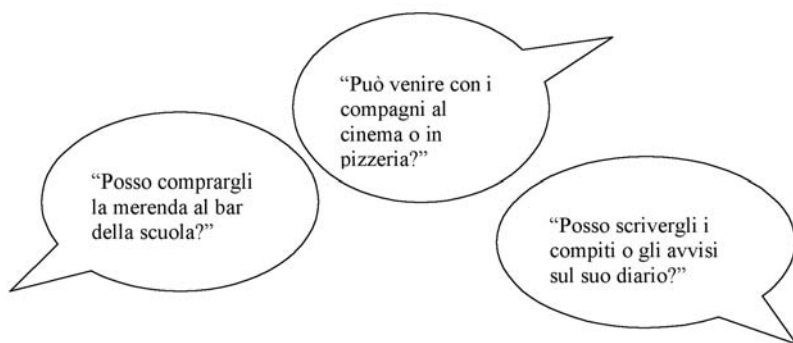 “Può venire con i
compagni al
cinema o in
pizzeria?”
“Posso comprargli
la merenda al bar
della scuola?”
“Posso scrivergli i
compiti o gli avvisi
sul suo diario?”